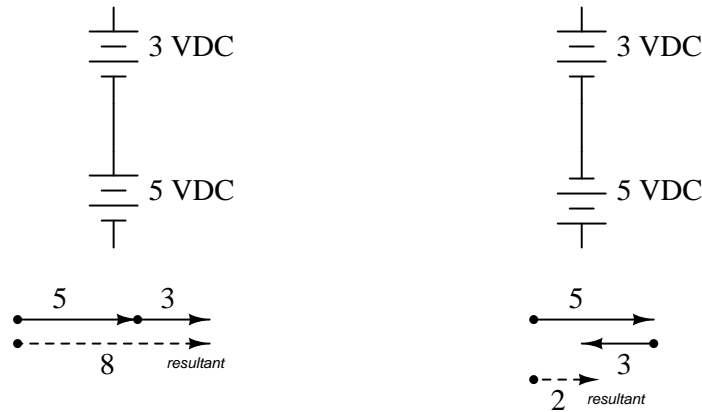 3 VDC 3 VDC
5 VDC 5 VDC
5 3 5
8 resultant 3
2 resultant